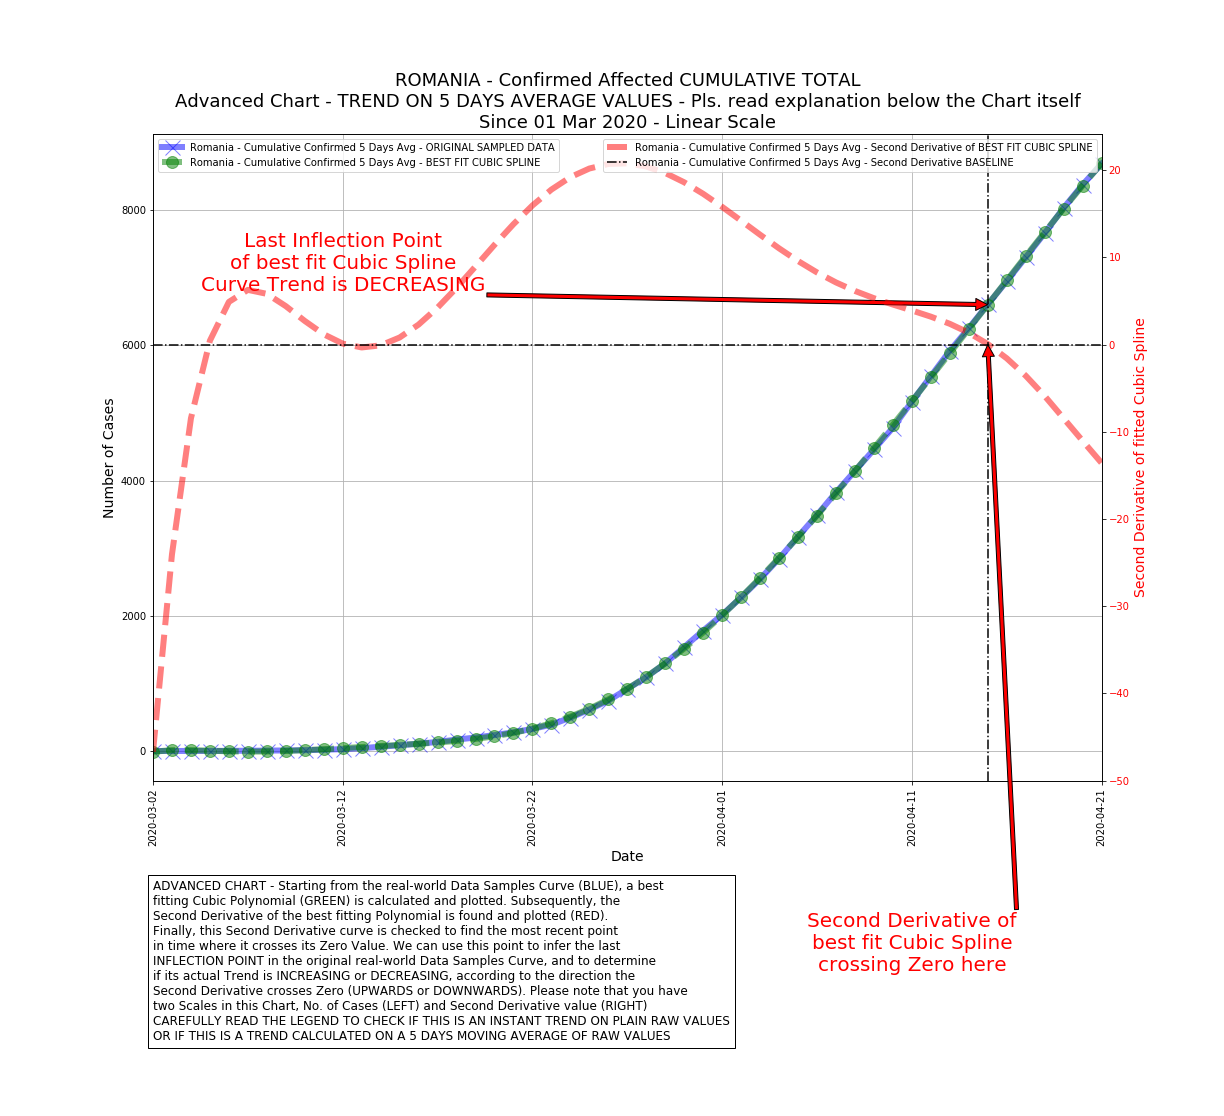 ROMANIA - Confirmed Affected CUMULATIVE TOTAL
Advanced Chart - TREND ON 5 DAYS AVERAGE VALUES - Pls. read explanation below the Chart itself
Since 01 Mar 2020 - Linear Scale
Romania - Cumulative Confirmed 5 Days Avg - ORIGINAL SAMPLED DATA
Romania - Cumulative Confirmed 5 Days Avg - BEST FIT CUBIC SPLINE
Romania - Cumulative Confirmed 5 Days Avg - Second Derivative of BEST FIT CUBIC SPLINE
Romania - Cumulative Confirmed 5 Days Avg - Second Derivative BASELINE
Last Inflection Point
of best fit Cubic Spline
Curve Trend is DECREASING
Number of Cases
8000
6000
4000
2000
0
20
10
0
−10
−20
−30
−40
−50
Second Derivative of fitted Cubic Spline
2020-03-02
2020-03-12
2020-03-22
2020-04-01
2020-04-11
2020-04-21
Date
Second Derivative of
best fit Cubic Spline
crossing Zero here
ADVANCED CHART - Starting from the real-world Data Samples Curve (BLUE), a best
fitting Cubic Polynomial (GREEN) is calculated and plotted. Subsequently, the
Second Derivative of the best fitting Polynomial is found and plotted (RED).
Finally, this Second Derivative curve is checked to find the most recent point
in time where it crosses its Zero Value. We can use this point to infer the last
INFLECTION POINT in the original real-world Data Samples Curve, and to determine
if its actual Trend is INCREASING or DECREASING, according to the direction the
Second Derivative crosses Zero (UPWARDS or DOWNWARDS). Please note that you have
two Scales in this Chart, No. of Cases (LEFT) and Second Derivative value (RIGHT)
CAREFULLY READ THE LEGEND TO CHECK IF THIS IS AN INSTANT TREND ON PLAIN RAW VALUES
OR IF THIS IS A TREND CALCULATED ON A 5 DAYS MOVING AVERAGE OF RAW VALUES